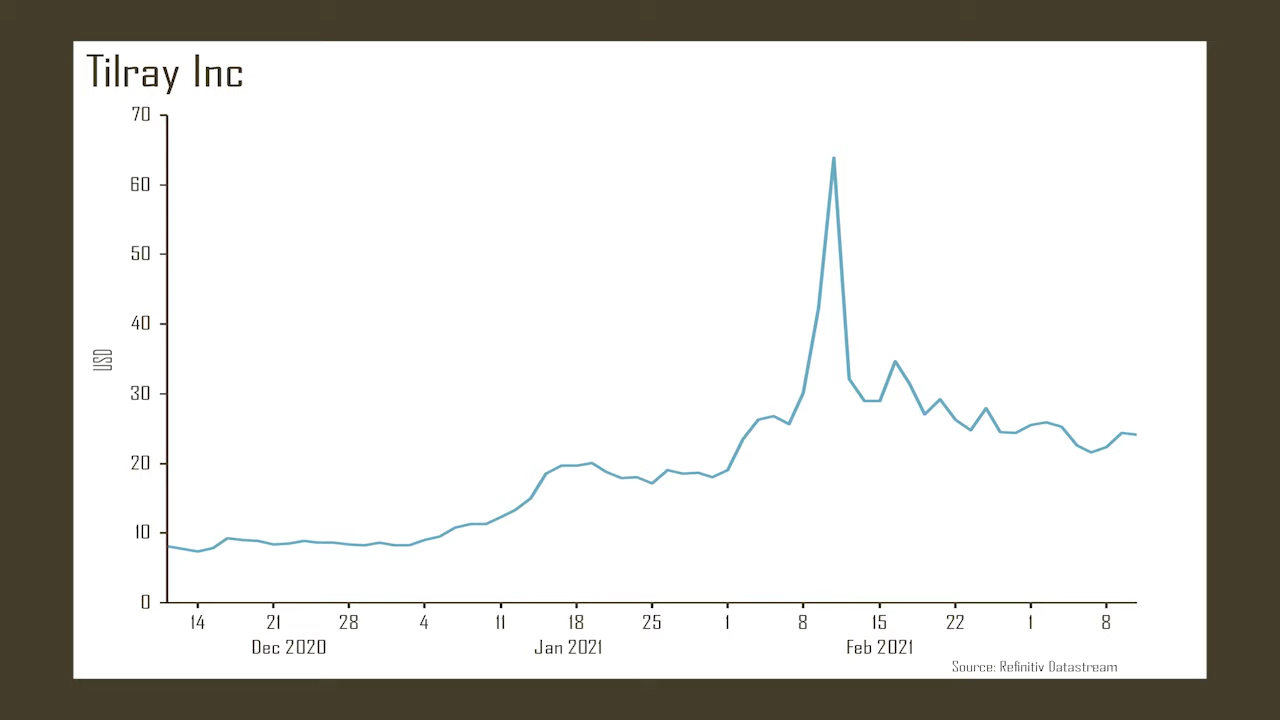 Tilray Inc
70
60
50
40
30
20
10
0
USD
14 21 28 4 11 18 25 1 8 15 22 1 8
Dec 2020 Jan 2021 Feb 2021
Source: Refinitiv Datastream